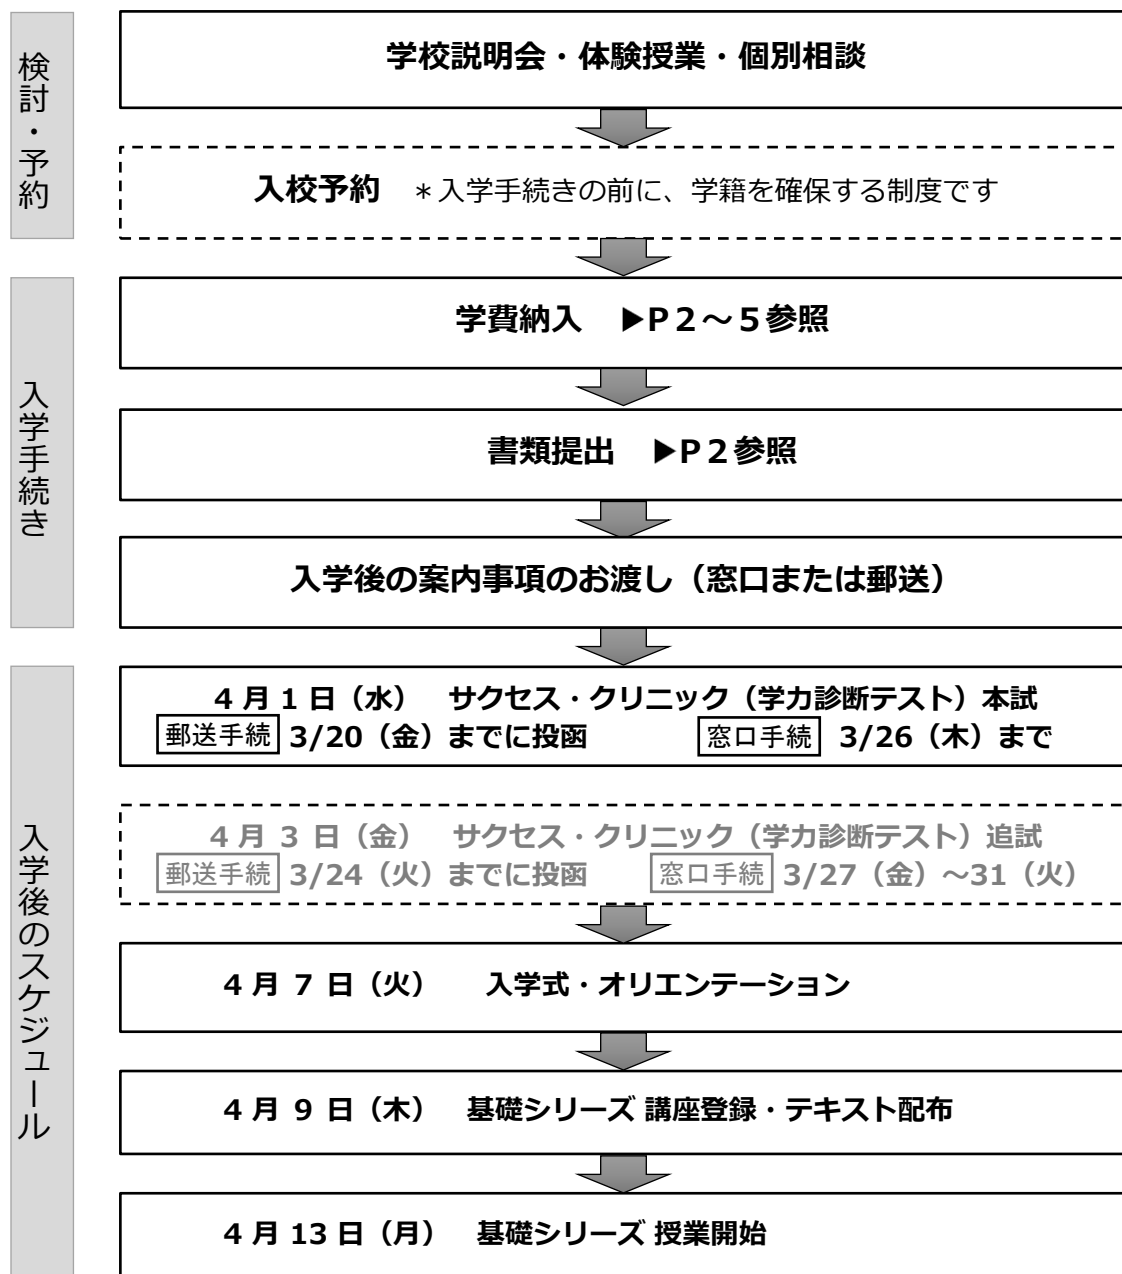 検討・予約
学校説明会・体験授業・個別相談
入校予約 ＊入学手続きの前に、学籍を確保する制度です
入学手続き
学費納入 ▶P２～５参照
書類提出 ▶P２参照
入学後の案内事項のお渡し（窓口または郵送）
入学後のスケジュール
４月１日（水） サクセス・クリニック（学力診断テスト）本試
郵送手続 3/20（金）までに投函 窓口手続 3/26（木）まで
４月 ３ 日（金） サクセス・クリニック（学力診断テスト）追試
郵送手続 3/24（火）までに投函 窓口手続 3/27（金）～31（火）
４月 ７ 日（火） 入学式・オリエンテーション
４月 ９ 日（木） 基礎シリーズ 講座登録・テキスト配布
４月 13 日（月） 基礎シリーズ 授業開始